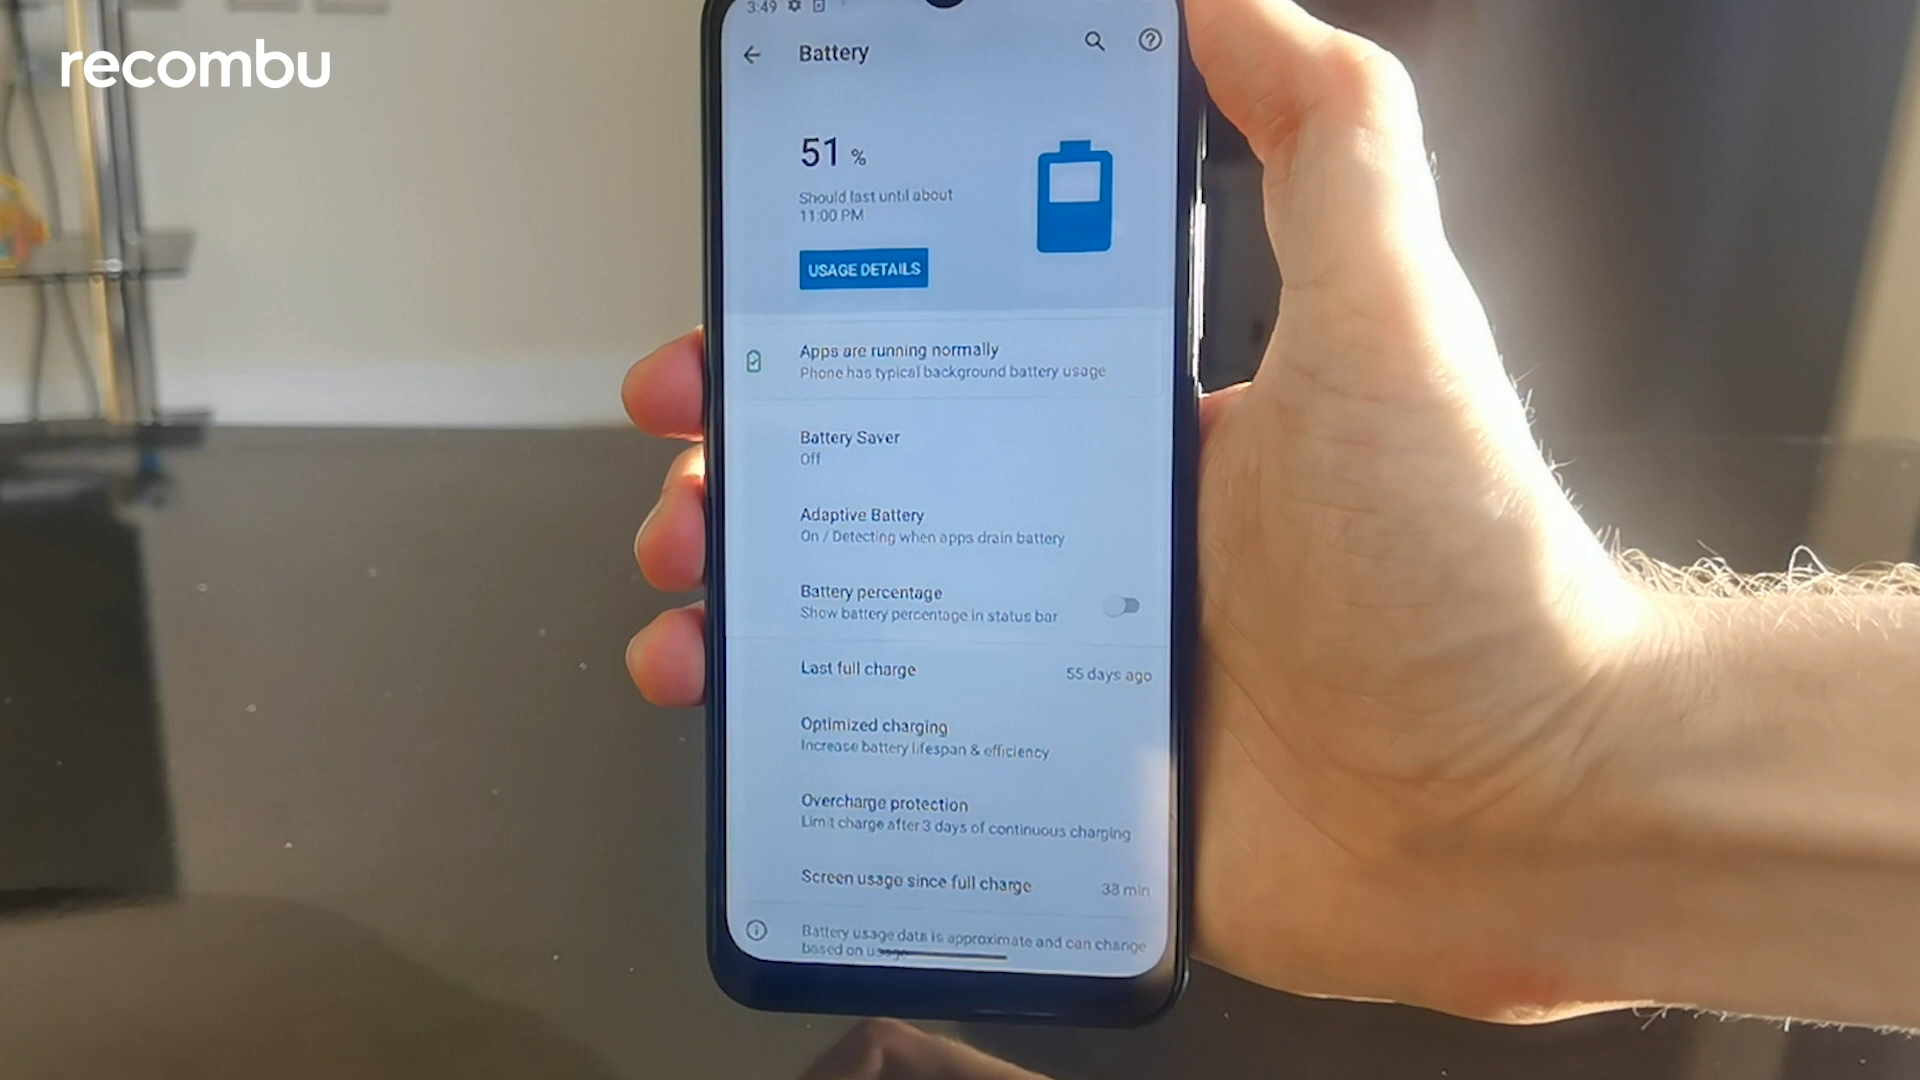 recombu
3:49
Battery
51 %
Should last until about
11:00 PM
USAGE DETAILS
Apps are running normally
Phone has typical background battery usage
Battery Saver
Off
Adaptive Battery
On / Detecting when apps drain battery
Battery percentage
Show battery percentage in status bar
Last full charge
55 days ago
Optimized charging
Increase battery lifespan & efficiency
Overcharge protection
Limit charge after 3 days of continuous charging
Screen usage since full charge
38 min
Battery usage data is approximate and can change
based on usage